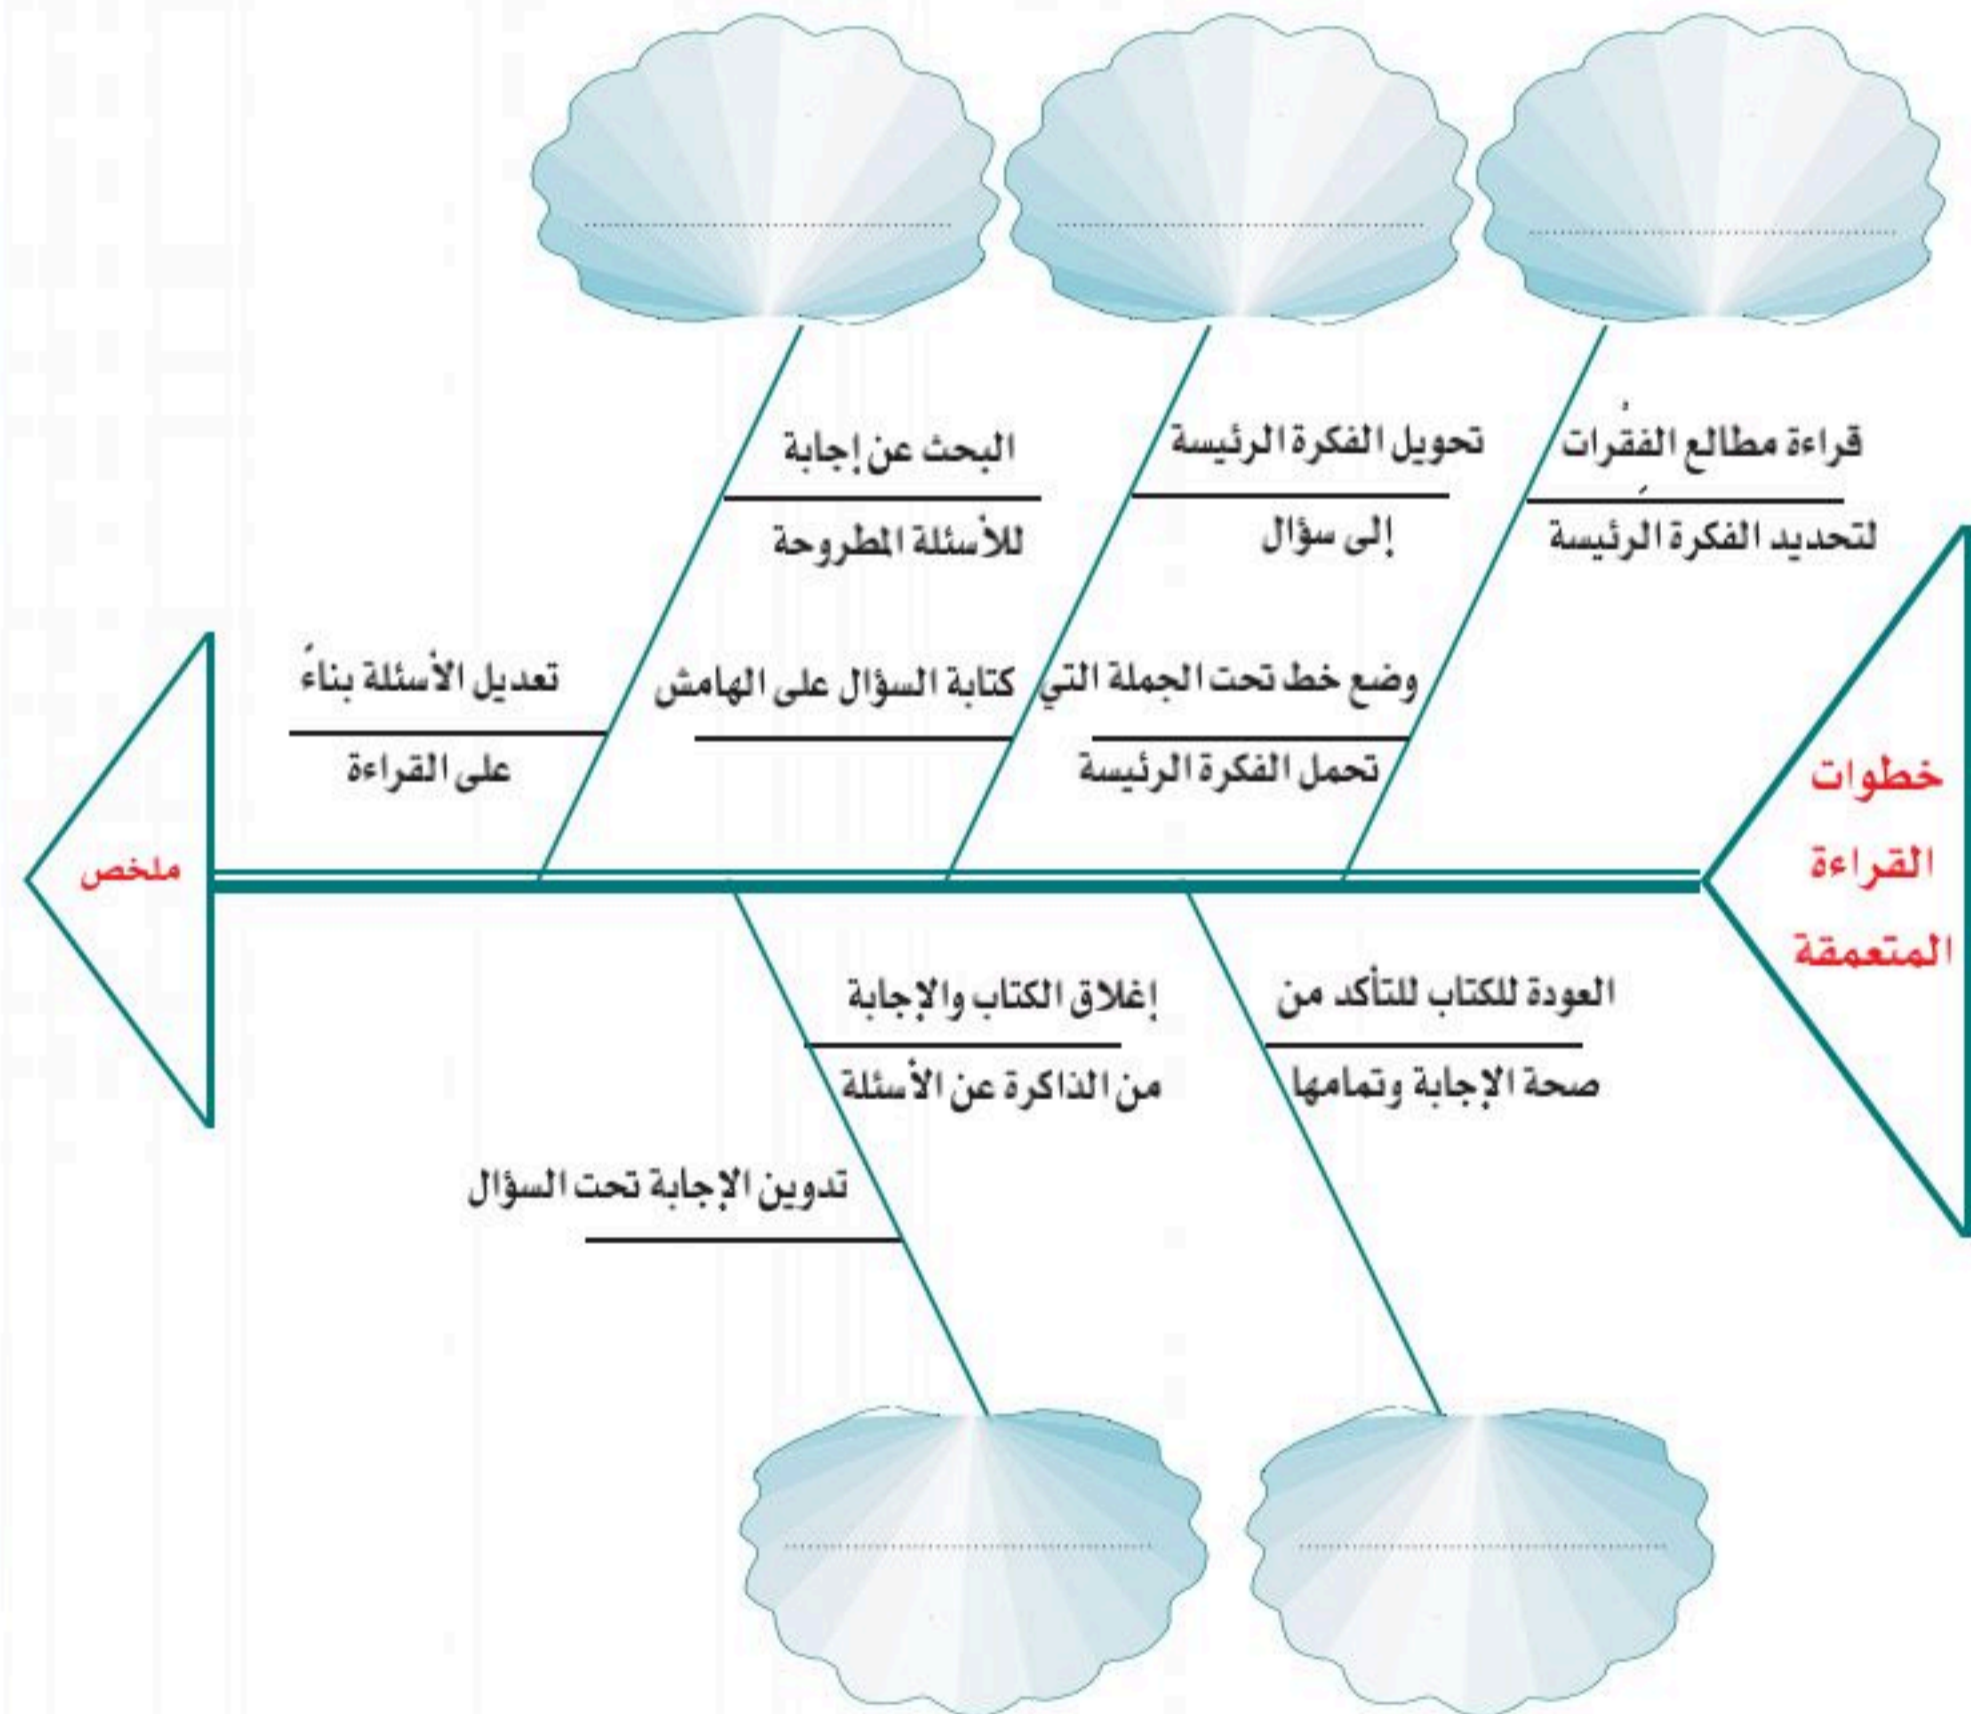 قراءة مطالع الفقرات
لتحديد الفكرة الرئيسة
وضع خط تحت الجملة التي
تحمل الفكرة الرئيسة
تحويل الفكرة الرئيسة
إلى سؤال
كتابة السؤال على الهامش
البحث عن إجابة
للأسئلة المطروحة
تعديل الأسئلة بناءً
على القراءة
خطوات
القراءة
المتعمقة
ملخص
العودة للكتاب للتأكد من
صحة الإجابة وتمامها
إغلاق الكتاب والإجابة
من الذاكرة عن الأسئلة
تدوين الإجابة تحت السؤال